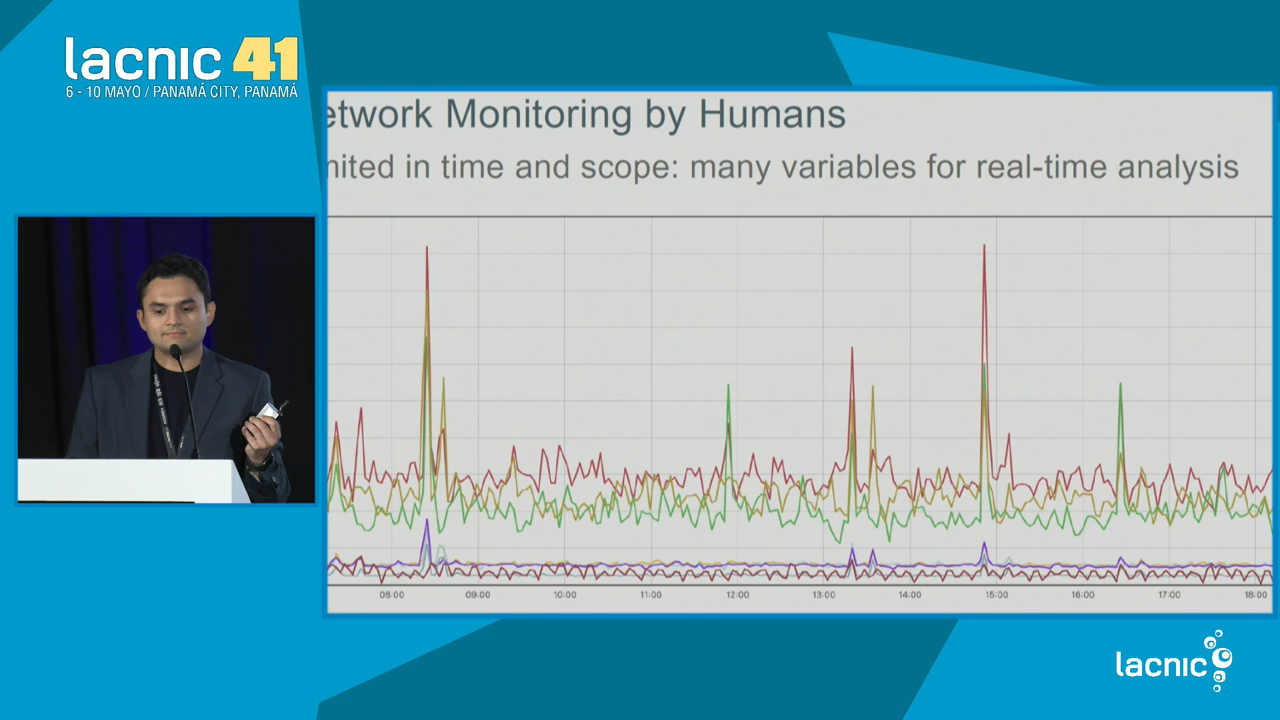 lacnic 41
6 - 10 MAYO / PANAMÁ CITY, PANAMÁ
etwork Monitoring by Humans
nited in time and scope: many variables for real-time analysis
08:00 09:00 10:00 11:00 12:00 13:00 14:00 15:00 16:00 17:00 18:00
lacnic